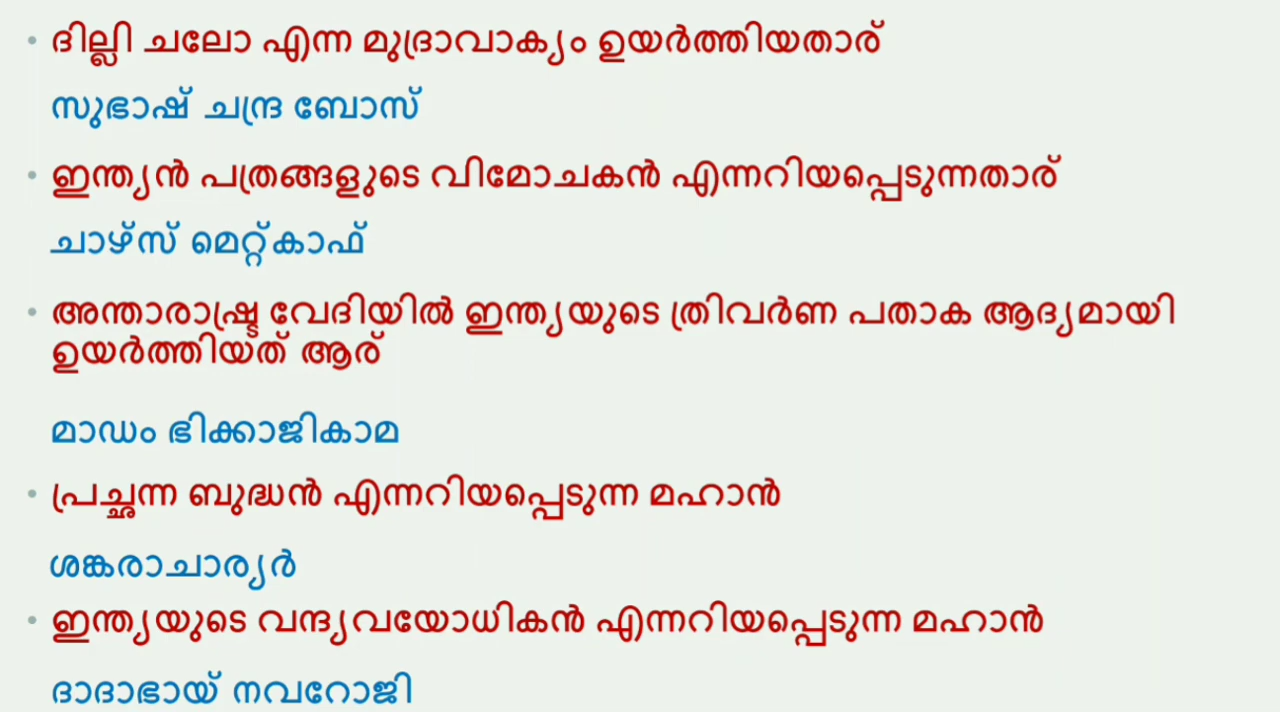 • ദില്ലി ചലോ എന്ന മുദ്രാവാക്യം ഉയർത്തിയതാര്
സുഭാഷ് ചന്ദ്ര ബോസ്
• ഇന്ത്യൻ പത്രങ്ങളുടെ വിമോചകൻ എന്നറിയപ്പെടുന്നതാര്
ചാഴ്സ് മെറ്റ്കാഫ്
• അന്താരാഷ്ട്ര വേദിയിൽ ഇന്ത്യയുടെ ത്രിവർണ പതാക ആദ്യമായി
ഉയർത്തിയത് ആര്
മാഡം ഭിക്കാജികാമ
• പ്രച്ഛന്ന ബുദ്ധൻ എന്നറിയപ്പെടുന്ന മഹാൻ
ശങ്കരാചാര്യർ
• ഇന്ത്യയുടെ വന്ദ്യവയോധികൻ എന്നറിയപ്പെടുന്ന മഹാൻ
ദാദാഭായ് നവറോജി